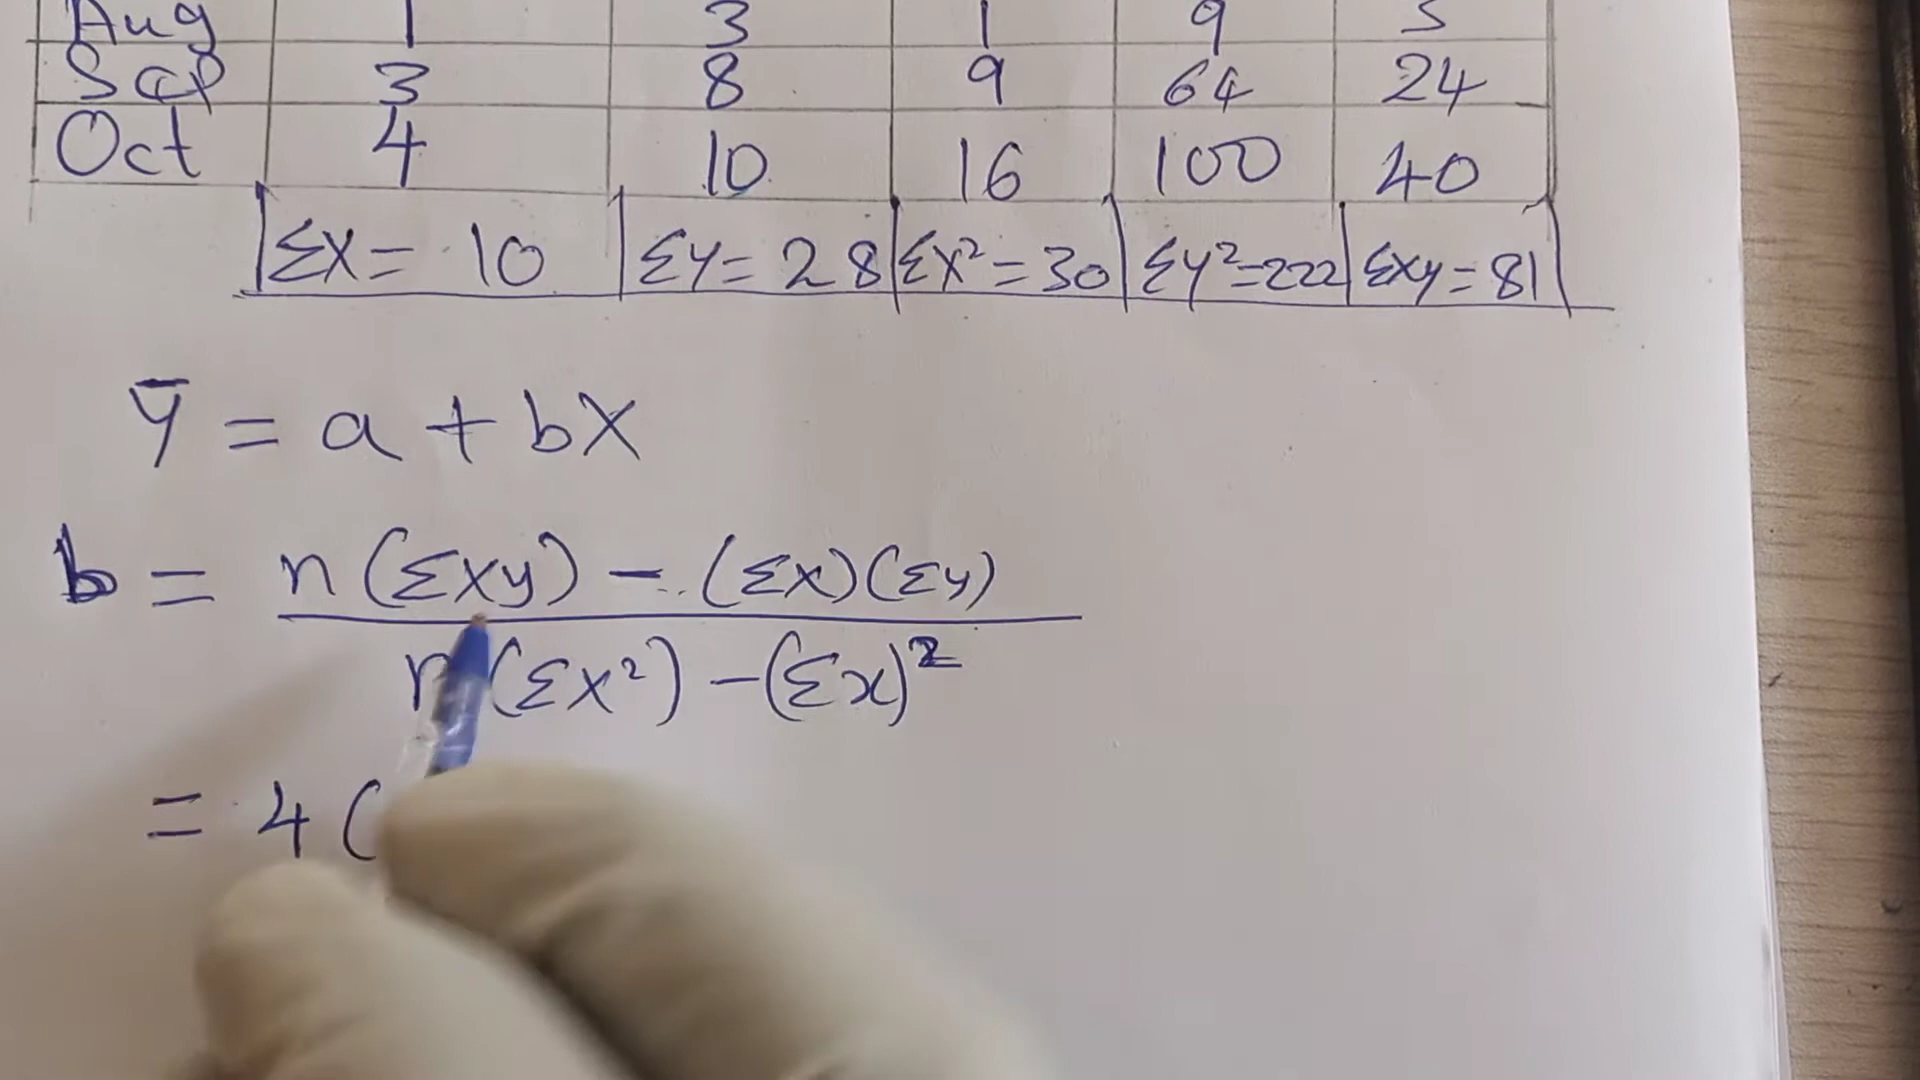 Aug 1 3 1 9 3
Sep 3 8 9 64 24
Oct 4 10 16 100 40
Σx = 10 Σy = 28 Σx² = 30 Σy² = 222 Σxy = 81
ȳ = a + bx
b = n(Σxy) - (Σx)(Σy)
n(Σx²) - (Σx)²
= 4 (